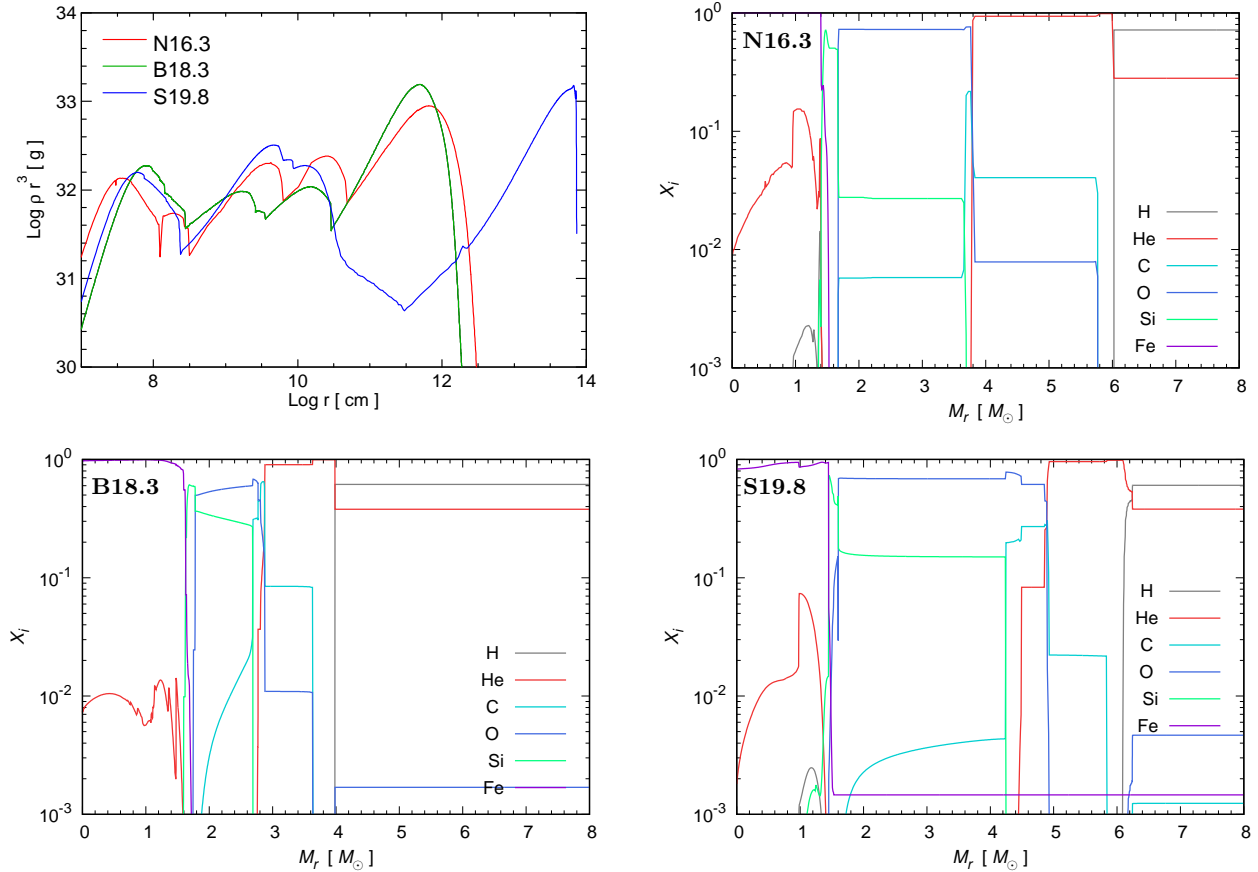 34
33
32
31
30
Log ρ r³ [ g ]
N16.3
B18.3
S19.8
8
10
12
14
Log r [ cm ]
N16.3
10⁰
10⁻¹
10⁻²
10⁻³
X_i
H
He
C
O
Si
Fe
0 1 2 3 4 5 6 7 8
M_r [ M_⊙ ]
B18.3
10⁰
10⁻¹
10⁻²
10⁻³
X_i
H
He
C
O
Si
Fe
0 1 2 3 4 5 6 7 8
M_r [ M_⊙ ]
S19.8
10⁰
10⁻¹
10⁻²
10⁻³
X_i
H
He
C
O
Si
Fe
0 1 2 3 4 5 6 7 8
M_r [ M_⊙ ]